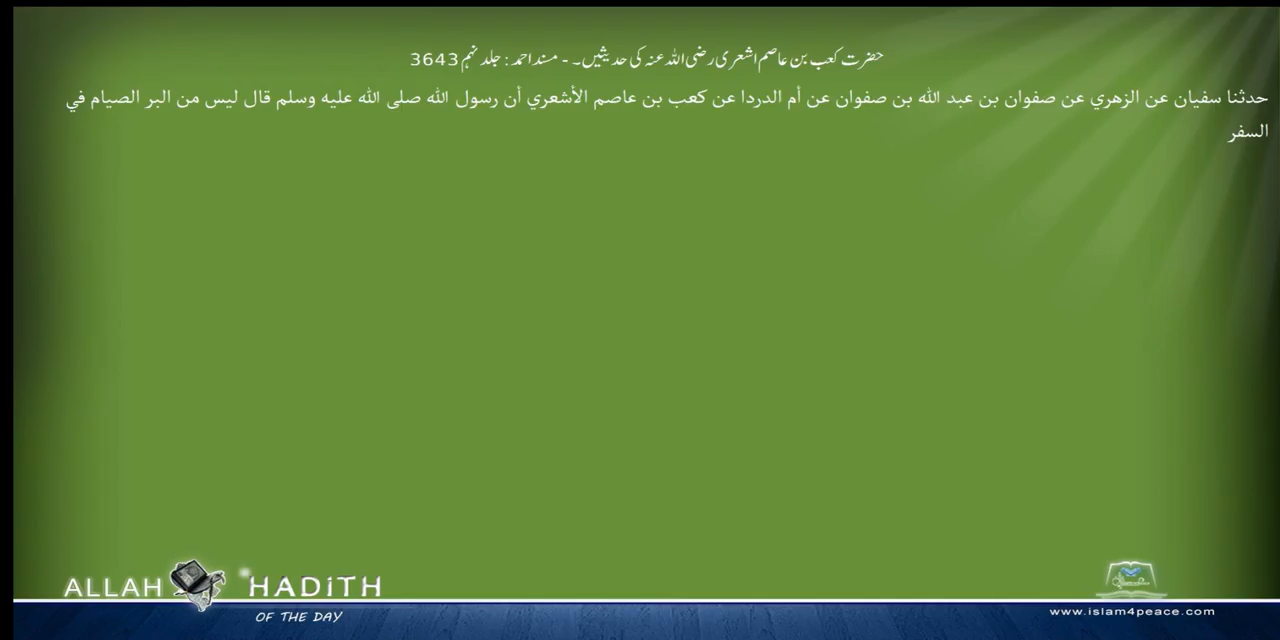 حضرت کعب بن عاصم اشعری رضی اللہ عنہ کی حدیثیں۔ - مسند احمد : جلد نہم 3643
حدثنا سفيان عن الزهري عن صفوان بن عبد الله بن صفوان عن أم الدردا عن كعب بن عاصم الأشعري أن رسول الله صلى الله عليه وسلم قال ليس من البر الصيام في
السفر
ALLAH HADiTH
OF THE DAY
www.islam4peace.com